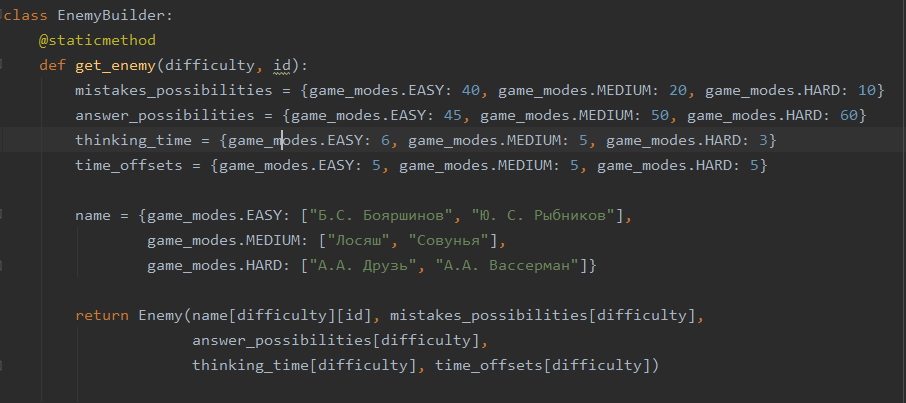 class EnemyBuilder:
@staticmethod
def get_enemy(difficulty, id):
mistakes_possibilities = {game_modes.EASY: 40, game_modes.MEDIUM: 20, game_modes.HARD: 10}
answer_possibilities = {game_modes.EASY: 45, game_modes.MEDIUM: 50, game_modes.HARD: 60}
thinking_time = {game_modes.EASY: 6, game_modes.MEDIUM: 5, game_modes.HARD: 3}
time_offsets = {game_modes.EASY: 5, game_modes.MEDIUM: 5, game_modes.HARD: 5}
name = {game_modes.EASY: ["Б.С. Бояршинов", "Ю. С. Рыбников"],
game_modes.MEDIUM: ["Лосяш", "Совунья"],
game_modes.HARD: ["А.А. Друзь", "А.А. Вассерман"]}
return Enemy(name[difficulty][id], mistakes_possibilities[difficulty],
answer_possibilities[difficulty],
thinking_time[difficulty], time_offsets[difficulty])